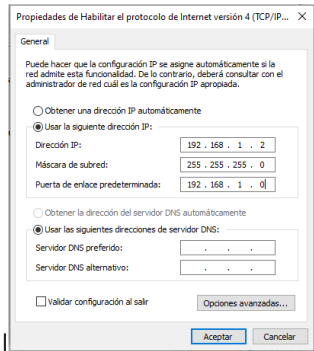 Propiedades de Habilitar el protocolo de Internet versión 4 (TCP/IP...
General
Puede hacer que la configuración IP se asigne automáticamente si la
red admite esta funcionalidad. De lo contrario, deberá consultar con el
administrador de red cuál es la configuración IP apropiada.
Obtener una dirección IP automáticamente
Usar la siguiente dirección IP:
Dirección IP: 192 . 168 . 1 . 2
Máscara de subred: 255 . 255 . 255 . 0
Puerta de enlace predeterminada: 192 . 168 . 1 . 0
Obtener la dirección del servidor DNS automáticamente
Usar las siguientes direcciones de servidor DNS:
Servidor DNS preferido: . . .
Servidor DNS alternativo: . . .
Validar configuración al salir
Opciones avanzadas...
Aceptar Cancelar